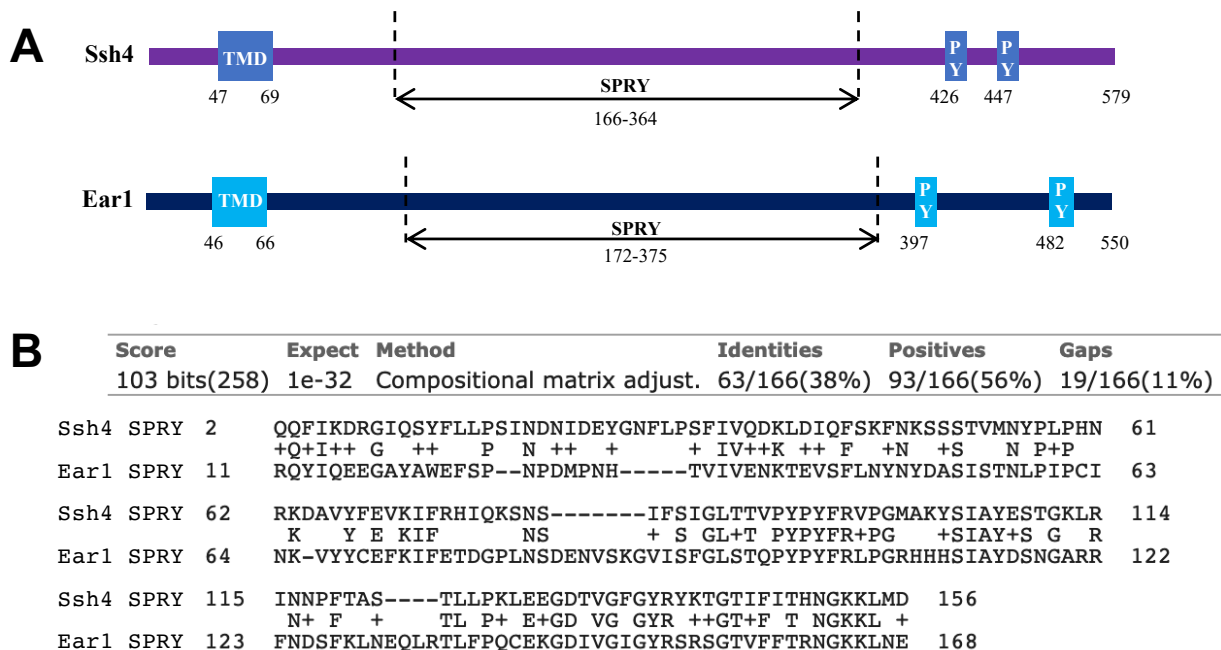 A
Ssh4
TMD
PY
PY
47
69
SPRY
166-364
426
447
579
Ear1
TMD
PY
PY
46
66
SPRY
172-375
397
482
550
B
Score Expect Method Identities Positives Gaps
103 bits(258) 1e-32 Compositional matrix adjust. 63/166(38%) 93/166(56%) 19/166(11%)
Ssh4 SPRY 2 QQFIKDRGIQSYFLLPSINDNIDEYGNFLPSFIVQDKLDIQFSKFNKSSSTVMNYPLPHN 61
+Q+I++ G ++ P N ++ + + IV++K ++ F +N +S N P+P
Ear1 SPRY 11 RQYIQEEGAYAWEFSP--NPDMPNH-----TVIVENKTEVSFLNYNYDASISTNLPIPCI 63
Ssh4 SPRY 62 RKDAVYFEVKIFRHIQKSNS-------IFSIGLTTVPYPYFRVPGMAKYSIAYESTGKLR 114
K Y E KIF NS + S GL+T PYPYFR+PG +SIAY+S G R
Ear1 SPRY 64 NK-VYYCEFKIFETDGPLNSDENVSKGVISFGLSTQPYPYFRLPGRHHHSIAYDSNGARR 122
Ssh4 SPRY 115 INNPFTAS----TLLPKLEEGDTVGFGYRYKTGTIFITHNGKKLMD 156
N+ F + TL P+ E+GD VG GYR ++GT+F T NGKKL +
Ear1 SPRY 123 FNDSFKLNEQLRTLFPQCEKGDIVGIGYRSRSGTVFFTRNGKKLNE 168